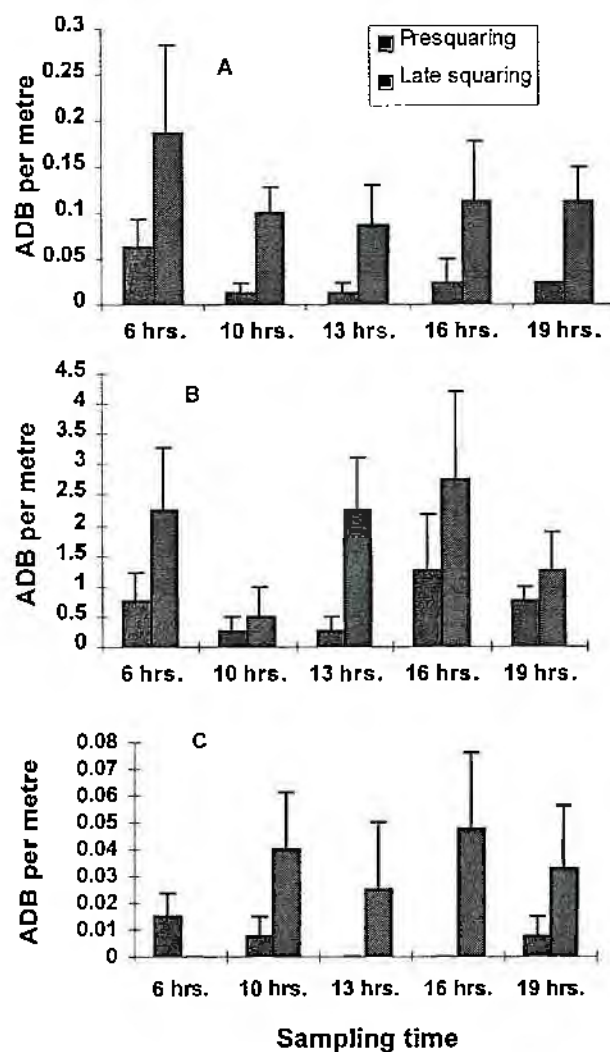 Presquaring
Late squaring
A
ADB per metre
0.3
0.25
0.2
0.15
0.1
0.05
0
6 hrs. 10 hrs. 13 hrs. 16 hrs. 19 hrs.
B
ADB per metre
4.5
4
3.5
3
2.5
2
1.5
1
0.5
0
6 hrs. 10 hrs. 13 hrs. 16 hrs. 19 hrs.
C
ADB per metre
0.08
0.07
0.06
0.05
0.04
0.03
0.02
0.01
0
6 hrs. 10 hrs. 13 hrs. 16 hrs. 19 hrs.
Sampling time